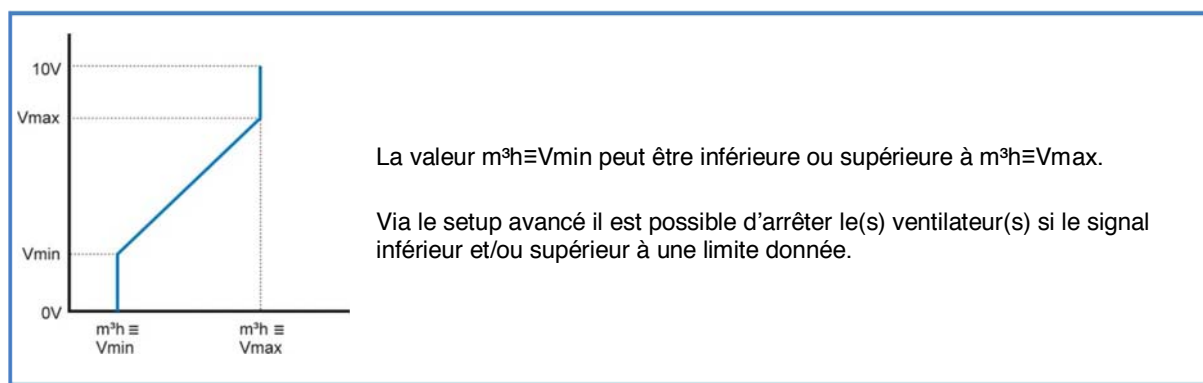 10V
Vmax
Vmin
0V
m³h ≡
Vmin
m³h ≡
Vmax
La valeur m³h≡Vmin peut être inférieure ou supérieure à m³h≡Vmax.
Via le setup avancé il est possible d’arrêter le(s) ventilateur(s) si le signal
inférieur et/ou supérieur à une limite donnée.